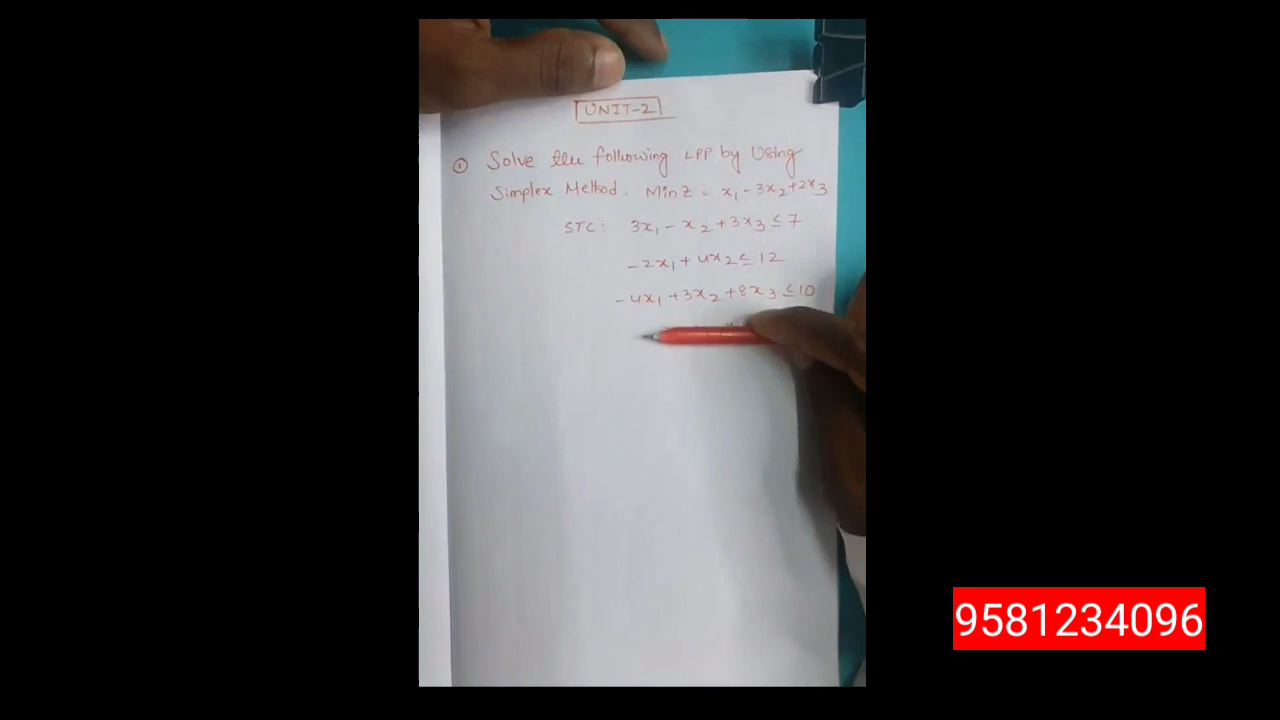 UNIT-2
① Solve the following LPP by Using
Simplex Method. Min Z = x₁ - 3x₂ + 2x₃
STC: 3x₁ - x₂ + 3x₃ ≤ 7
-2x₁ + 4x₂ ≤ 12
-4x₁ + 3x₂ + 8x₃ ≤ 10
9581234096